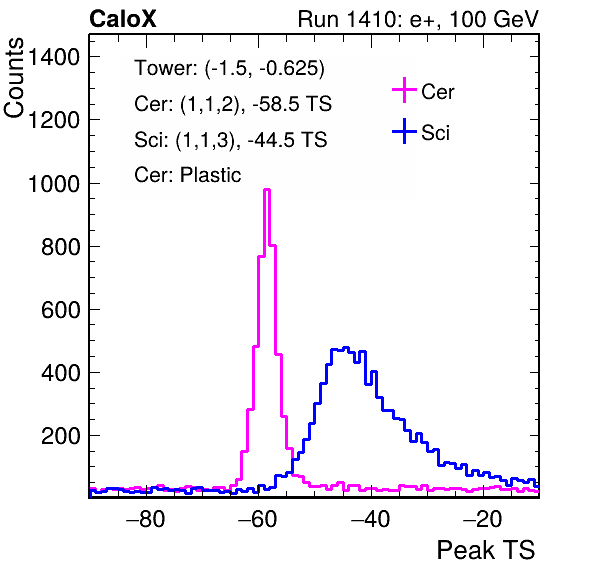 CaloX Run 1410: e+, 100 GeV
Counts
Tower: (-1.5, -0.625)
Cer: (1,1,2), -58.5 TS
Sci: (1,1,3), -44.5 TS
Cer: Plastic
Cer
Sci
1400
1200
1000
800
600
400
200
−80 −60 −40 −20
Peak TS